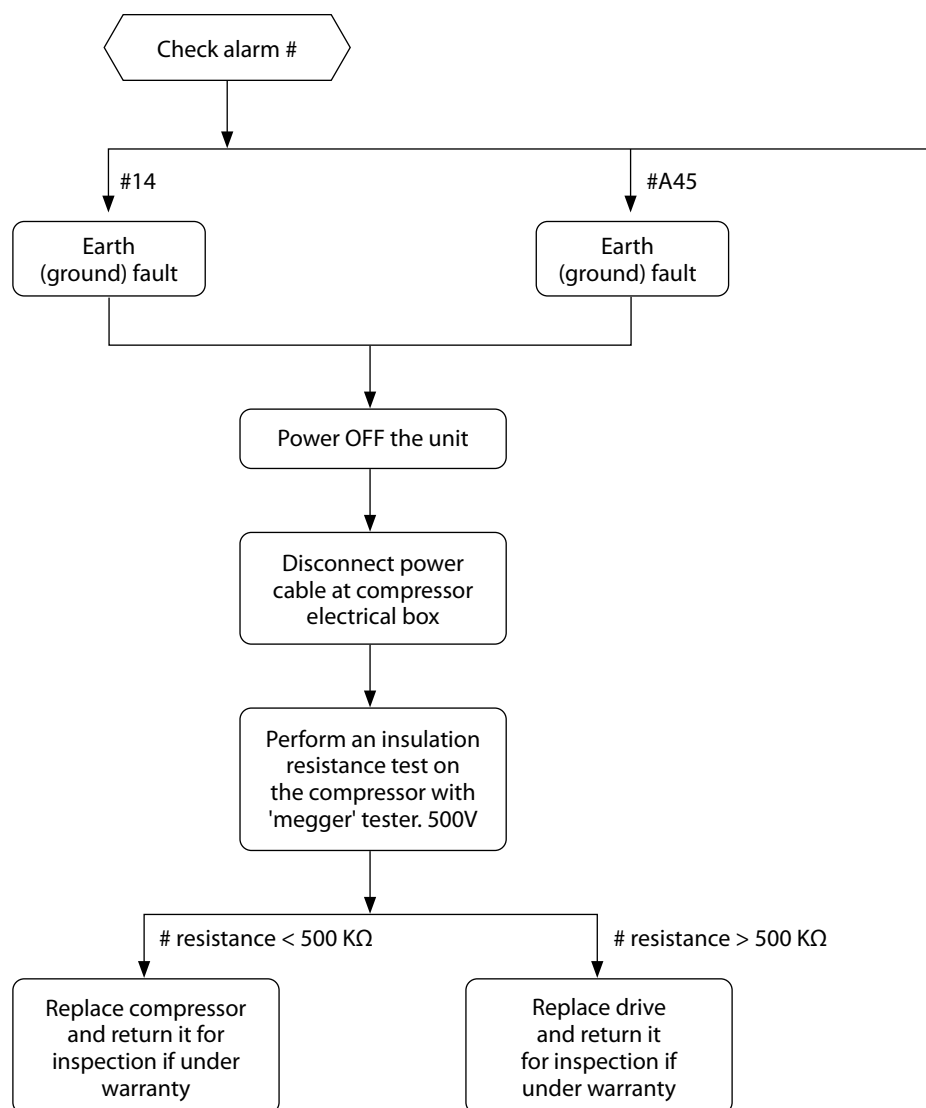 Check alarm #
#14
#A45
Earth
(ground) fault
Earth
(ground) fault
Power OFF the unit
Disconnect power
cable at compressor
electrical box
Perform an insulation
resistance test on
the compressor with
'megger' tester. 500V
# resistance < 500 KΩ
# resistance > 500 KΩ
Replace compressor
and return it for
inspection if under
warranty
Replace drive
and return it
for inspection if
under warranty